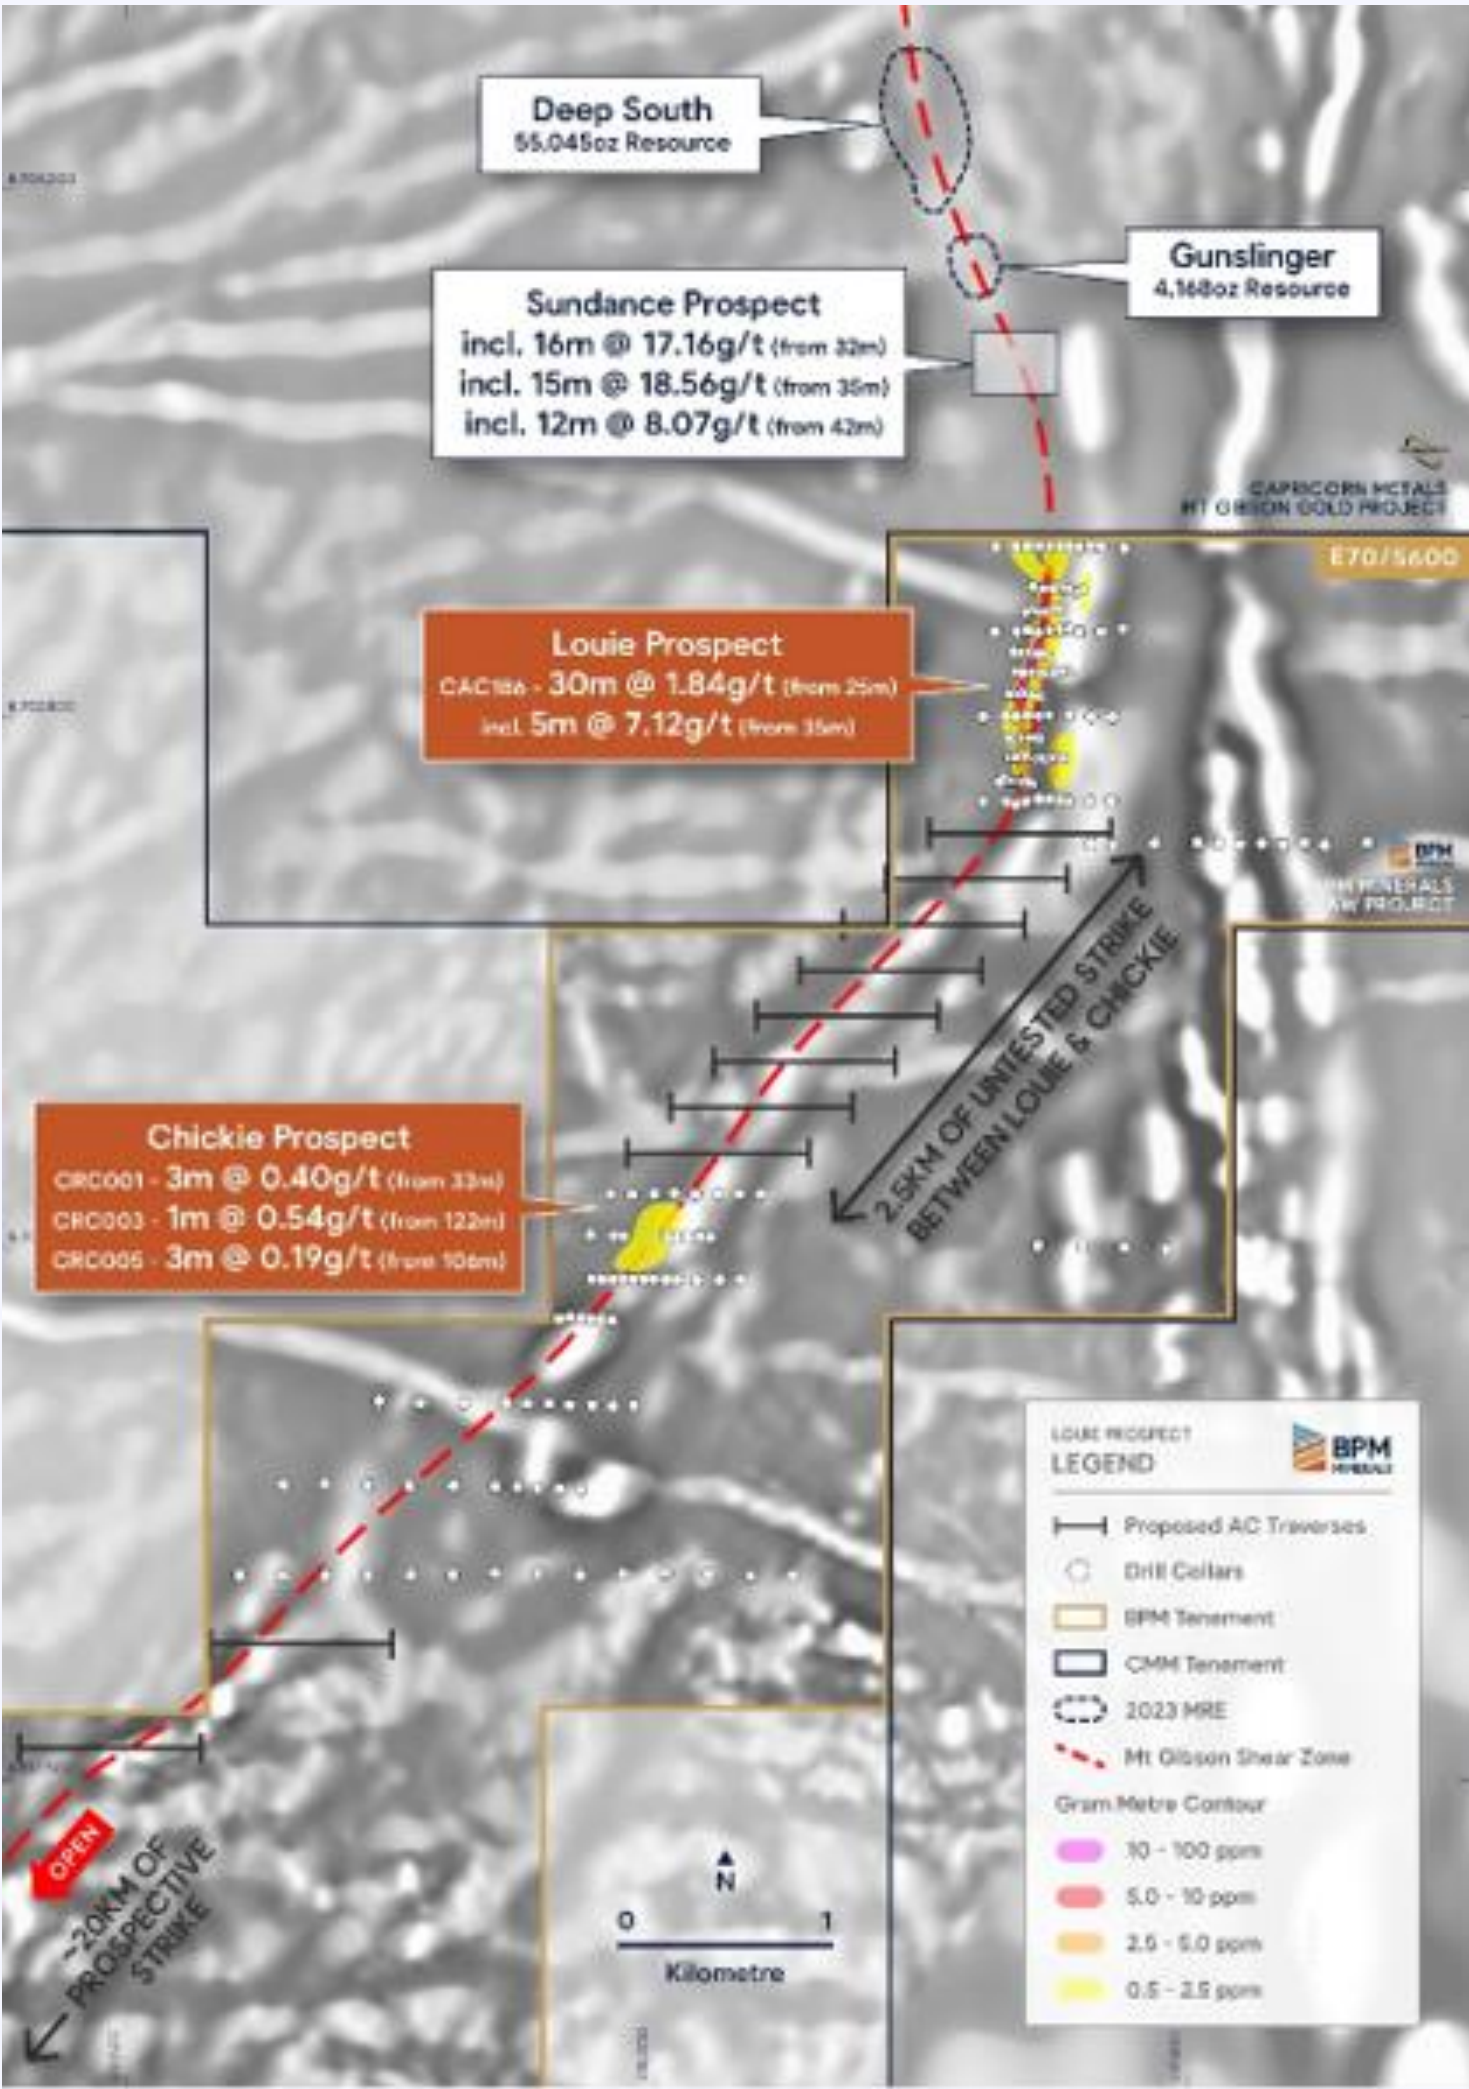 Deep South
55,045oz Resource
Gunslinger
4,168oz Resource
Sundance Prospect
incl. 16m @ 17.16g/t (from 32m)
incl. 15m @ 18.56g/t (from 35m)
incl. 12m @ 8.07g/t (from 42m)
CAPRICORN METALS
MT GIBSON GOLD PROJECT
E70/5600
Louie Prospect
CAC186 - 30m @ 1.84g/t (from 25m)
incl. 5m @ 7.12g/t (from 35m)
BPM
MINERALS
PROJECT
2.5KM OF UNTESTED STRIKE
BETWEEN LOUIE & CHICKIE
Chickie Prospect
CRC001 - 3m @ 0.40g/t (from 33m)
CRC003 - 1m @ 0.54g/t (from 122m)
CRC005 - 3m @ 0.19g/t (from 106m)
LOUIE PROSPECT
LEGEND
BPM
MINERALS
Proposed AC Traverses
Drill Collars
BPM Tenement
CMM Tenement
2023 MRE
Mt Gibson Shear Zone
Gram Metre Contour
10 - 100 ppm
5.0 - 10 ppm
2.5 - 5.0 ppm
0.5 - 2.5 ppm
OPEN
~20KM OF
PROSPECTIVE
STRIKE
N
0 1
Kilometre